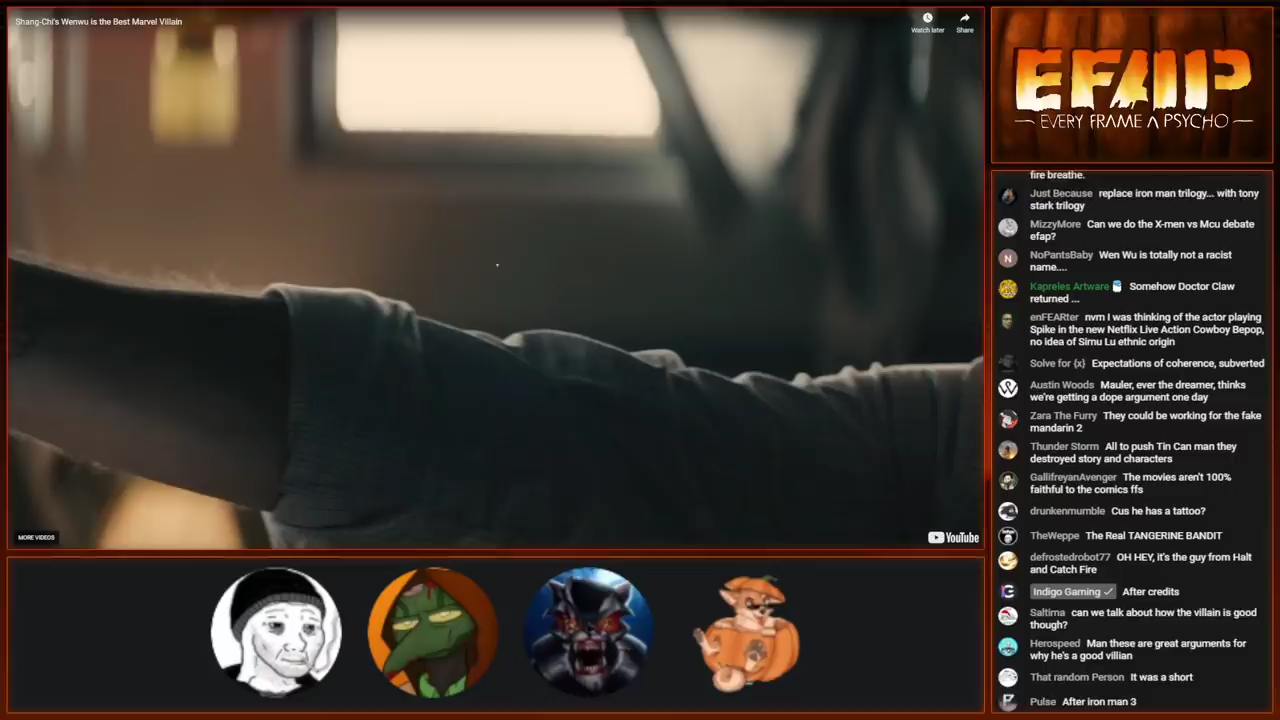 Shang-Chi's Wenwu is the Best Marvel Villain
Watch later
Share
MORE VIDEOS
YouTube
EFAP
EVERY FRAME A PSYCHO
fire breathe.
Just Because replace iron man trilogy... with tony
stark trilogy
MizzyMore Can we do the X-men vs Mcu debate
efap?
N
NoPantsBaby Wen Wu is totally not a racist
name....
Kapreles Artware Somehow Doctor Claw
returned ...
enFEARter nvm I was thinking of the actor playing
Spike in the new Netflix Live Action Cowboy Bepop,
no idea of Simu Lu ethnic origin
Solve for {x} Expectations of coherence, subverted
Austin Woods Mauler, ever the dreamer, thinks
we're getting a dope argument one day
Zara The Furry They could be working for the fake
mandarin 2
Thunder Storm All to push Tin Can man they
destroyed story and characters
GallifreyanAvenger The movies aren't 100%
faithful to the comics ffs
drunkenmumble Cus he has a tattoo?
TheWeppe The Real TANGERINE BANDIT
defrostedrobot77 OH HEY, it's the guy from Halt
and Catch Fire
Indigo Gaming ✓ After credits
Saltima can we talk about how the villain is good
though?
Herospeed Man these are great arguments for
why he's a good villian
That random Person It was a short
Pulse After iron man 3